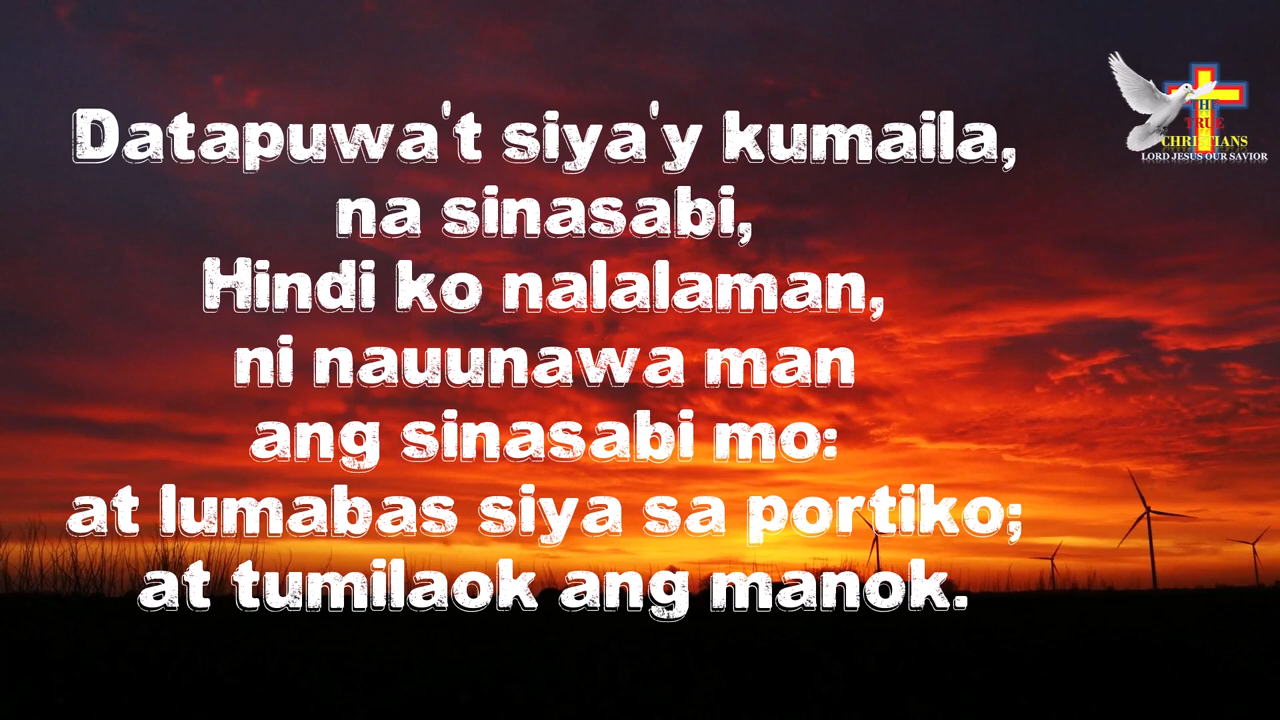 Datapuwa't siya'y kumaila,
na sinasabi,
Hindi ko nalalaman,
ni nauunawa man
ang sinasabi mo:
at lumabas siya sa portiko;
at tumilaok ang manok.
THE
TRUE
CHRISTIANS
LORD JESUS OUR SAVIOR